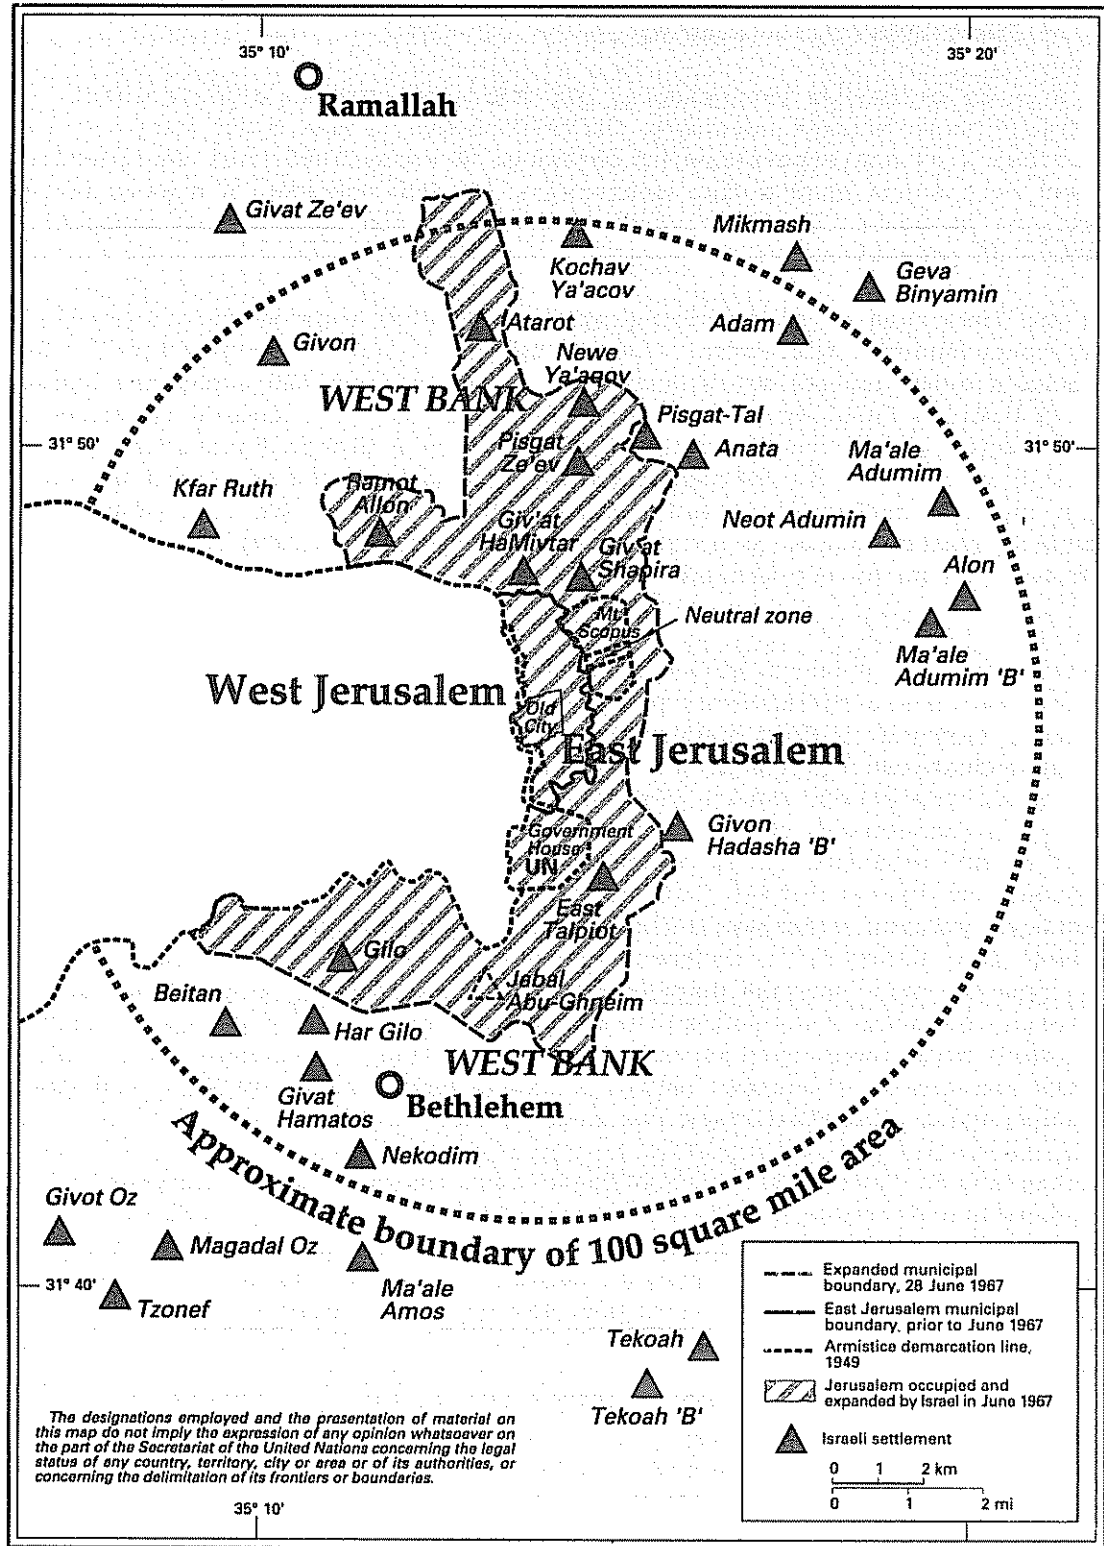 35° 10'
35° 20'
Ramallah
Givat Ze'ev
Mikmash
Kochav
Ya'acov
Geva
Binyamin
Atarot
Adam
Givon
Newe
Ya'aqov
WEST BANK
Pisgat-Tal
31° 50'
Pisgat
Ze'ev
Anata
31° 50'
Ma'ale
Adumim
Kfar Ruth
Ramot
Allon
Giv'at
HaMivtar
Neot Adumin
Giv'at
Shapira
Alon
Mt
Scopus
Neutral zone
Ma'ale
Adumim 'B'
West Jerusalem
Old
City
East Jerusalem
Government
House
UN
Givon
Hadasha 'B'
East
Talpiot
Gilo
Jabal
Abu-Ghneim
Beitan
Har Gilo
WEST BANK
Givat
Hamatos
Bethlehem
Nekodim
Approximate boundary of 100 square mile area
Givot Oz
Magadal Oz
31° 40'
Tzonef
Ma'ale
Amos
Tekoah
Tekoah 'B'
Expanded municipal
boundary, 28 June 1967
East Jerusalem municipal
boundary, prior to June 1967
Armistice demarcation line,
1949
Jerusalem occupied and
expanded by Israel in June 1967
Israeli settlement
0 1 2 km
0 1 2 mi
The designations employed and the presentation of material on
this map do not imply the expression of any opinion whatsoever on
the part of the Secretariat of the United Nations concerning the legal
status of any country, territory, city or area or of its authorities, or
concerning the delimitation of its frontiers or boundaries.
35° 10'